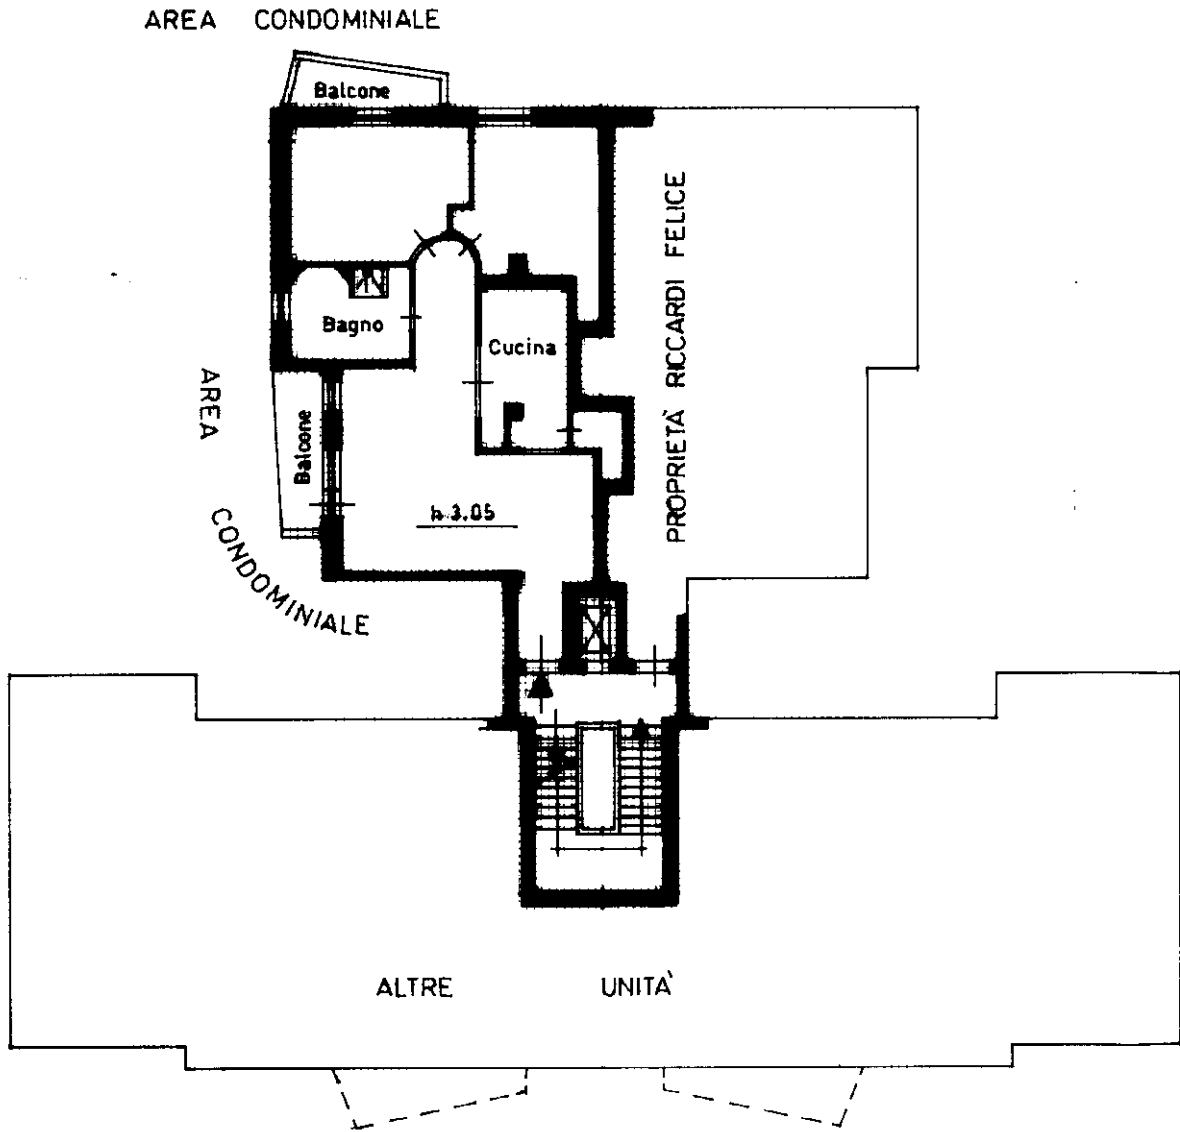 AREA CONDOMINIALE
Balcone
PROPRIETÀ RICCARDI FELICE
Bagno
Cucina
AREA CONDOMINIALE
Balcone
h.3.05
ALTRE UNITÀ